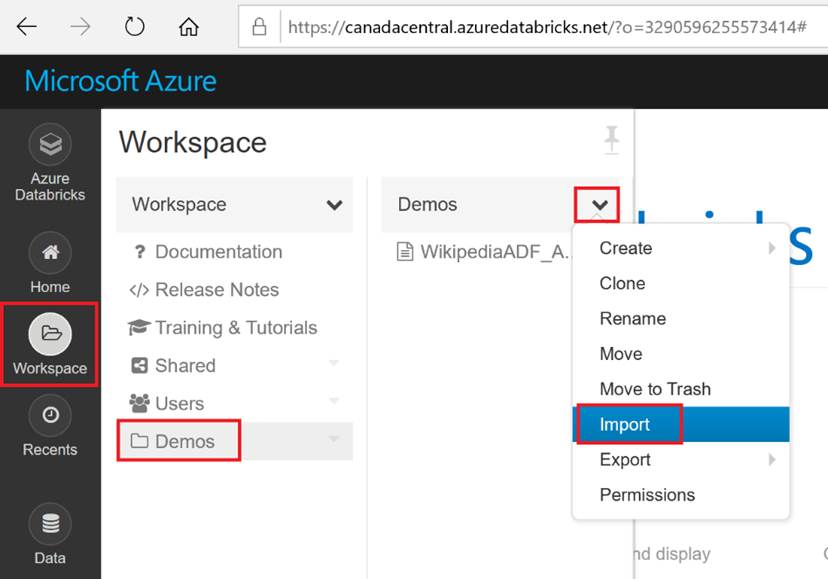 https://canadacentral.azuredatabricks.net/?o=3290596255573414#
Microsoft Azure
Azure
Databricks
Home
Workspace
Recents
Data
Workspace
Workspace
Documentation
Release Notes
Training & Tutorials
Shared
Users
Demos
Demos
WikipediaADF_A...
Create
Clone
Rename
Move
Move to Trash
Import
Export
Permissions
display